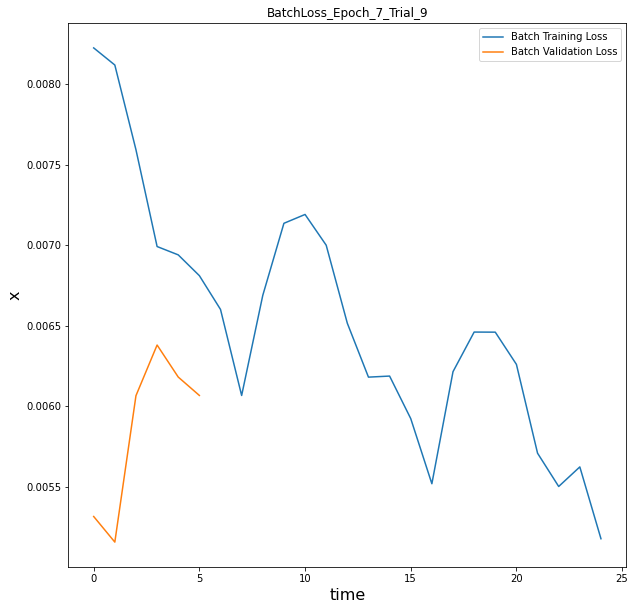 BatchLoss_Epoch_7_Trial_9
Batch Training Loss
Batch Validation Loss
0.0080
0.0075
0.0070
0.0065
0.0060
0.0055
x
0 5 10 15 20 25
time